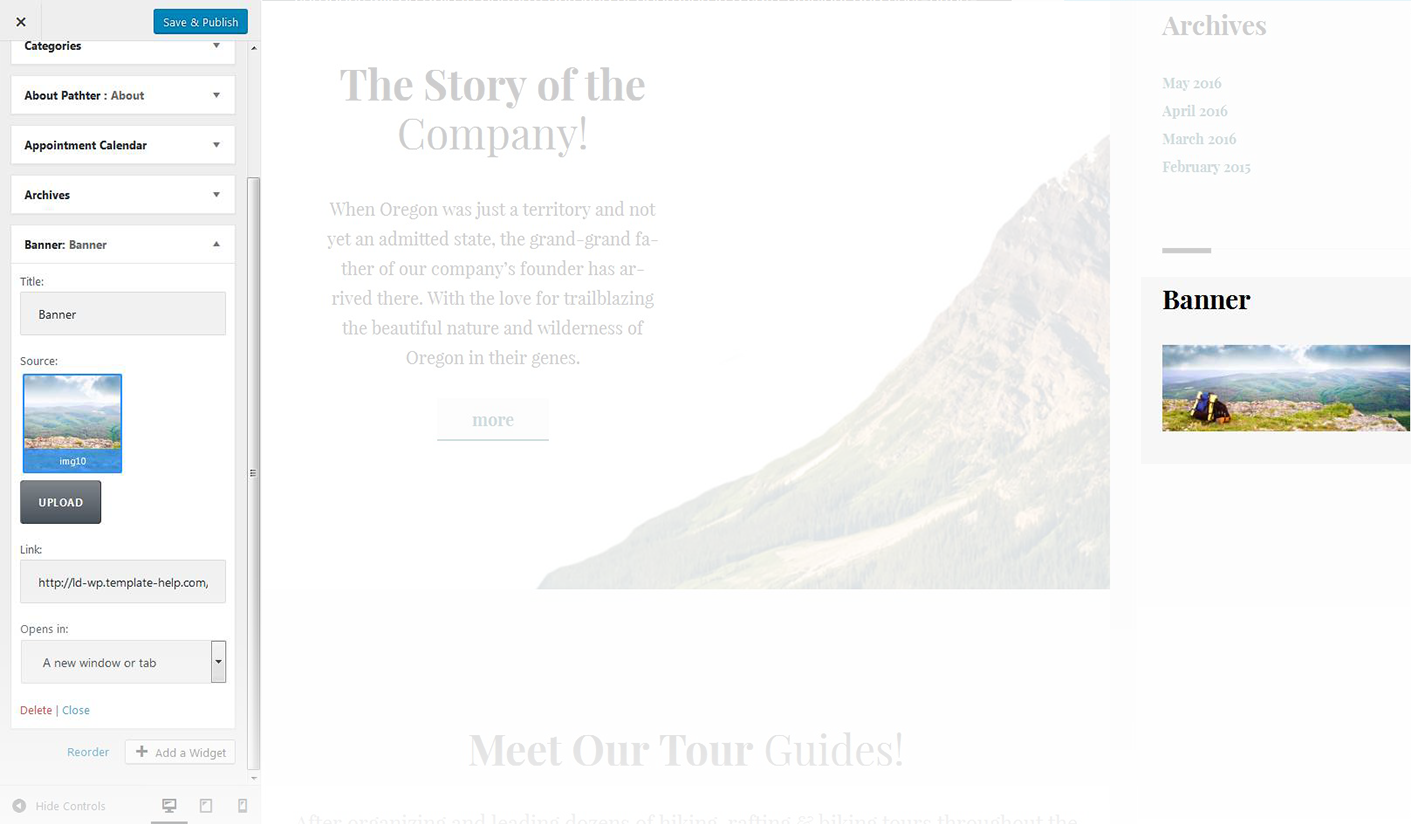 Save & Publish
Categories
About Pathter : About
Appointment Calendar
Archives
Banner: Banner
Title:
Banner
Source:
img10
UPLOAD
Link:
http://ld-wp.template-help.com,
Opens in:
A new window or tab
Delete | Close
Reorder
Add a Widget
Hide Controls
The Story of the
Company!
When Oregon was just a territory and not
yet an admitted state, the grand-grand fa-
ther of our company's founder has ar-
rived there. With the love for trailblazing
the beautiful nature and wilderness of
Oregon in their genes.
more
Meet Our Tour Guides!
After organizing and leading dozens of hiking, rafting & biking tours throughout the
Archives
May 2016
April 2016
March 2016
February 2015
Banner